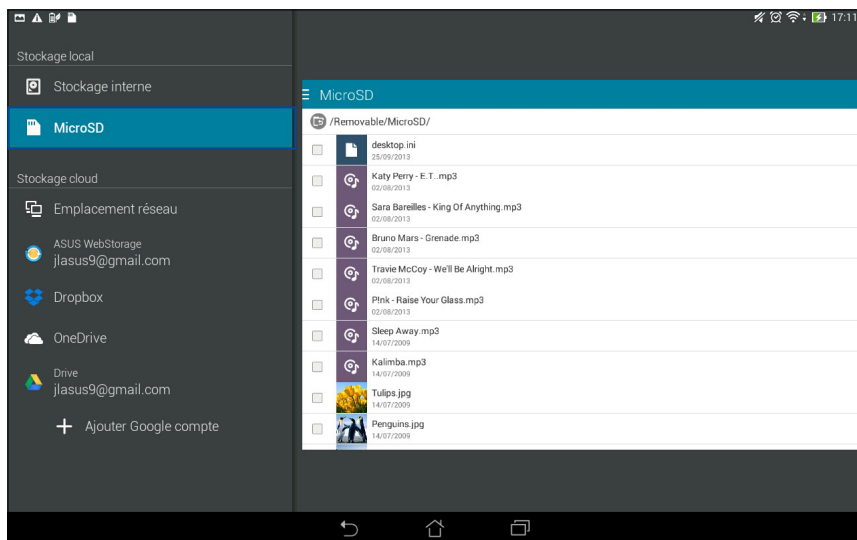 17:11
Stockage local
Stockage interne
MicroSD
Stockage cloud
Emplacement réseau
ASUS WebStorage
jlasus9@gmail.com
Dropbox
OneDrive
Drive
jlasus9@gmail.com
Ajouter Google compte
MicroSD
/Removable/MicroSD/
desktop.ini
25/09/2013
Katy Perry - E.T..mp3
02/08/2013
Sara Bareilles - King Of Anything.mp3
02/08/2013
Bruno Mars - Grenade.mp3
02/08/2013
Travie McCoy - We'll Be Alright.mp3
02/08/2013
P!nk - Raise Your Glass.mp3
02/08/2013
Sleep Away.mp3
14/07/2009
Kalimba.mp3
14/07/2009
Tulips.jpg
14/07/2009
Penguins.jpg
14/07/2009